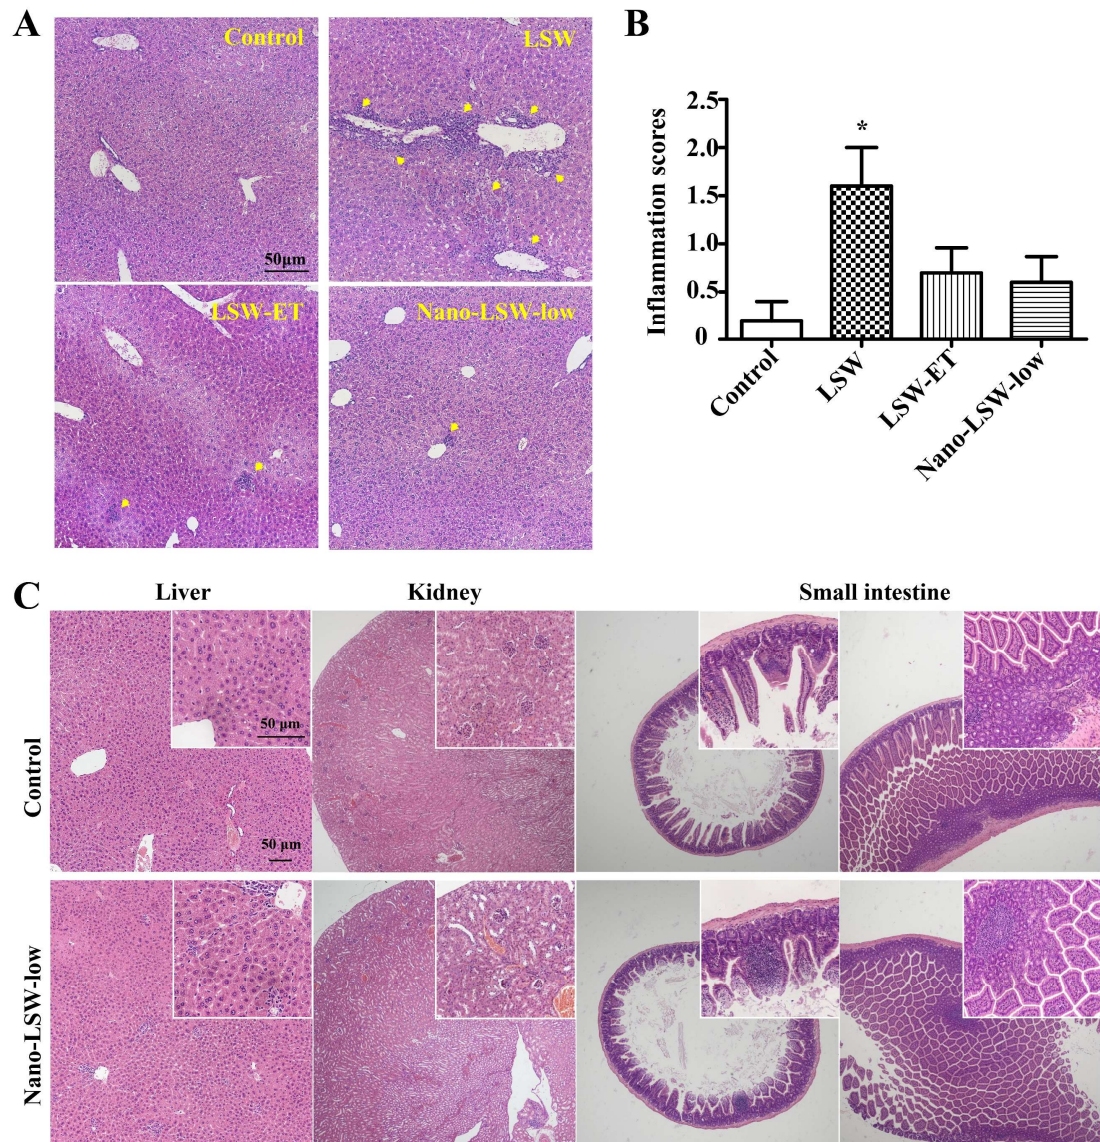 A
Control
LSW
50μm
LSW-ET
Nano-LSW-low
B
Inflammation scores
2.5
2.0
1.5
1.0
0.5
0
*
Control
LSW
LSW-ET
Nano-LSW-low
C
Liver
Kidney
Small intestine
Control
50 μm
50 μm
Nano-LSW-low